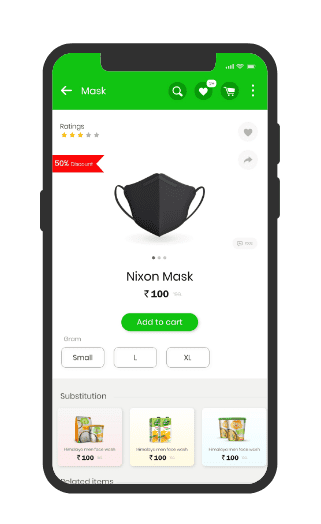 Mask
Ratings
50% Discount
Nixon Mask
₹ 100
Add to cart
Gram
Small
L
XL
Substitution
Himalaya men face wash
Himalaya men face wash
Himalaya men face wash
₹ 100
₹ 100
₹ 100
Related items